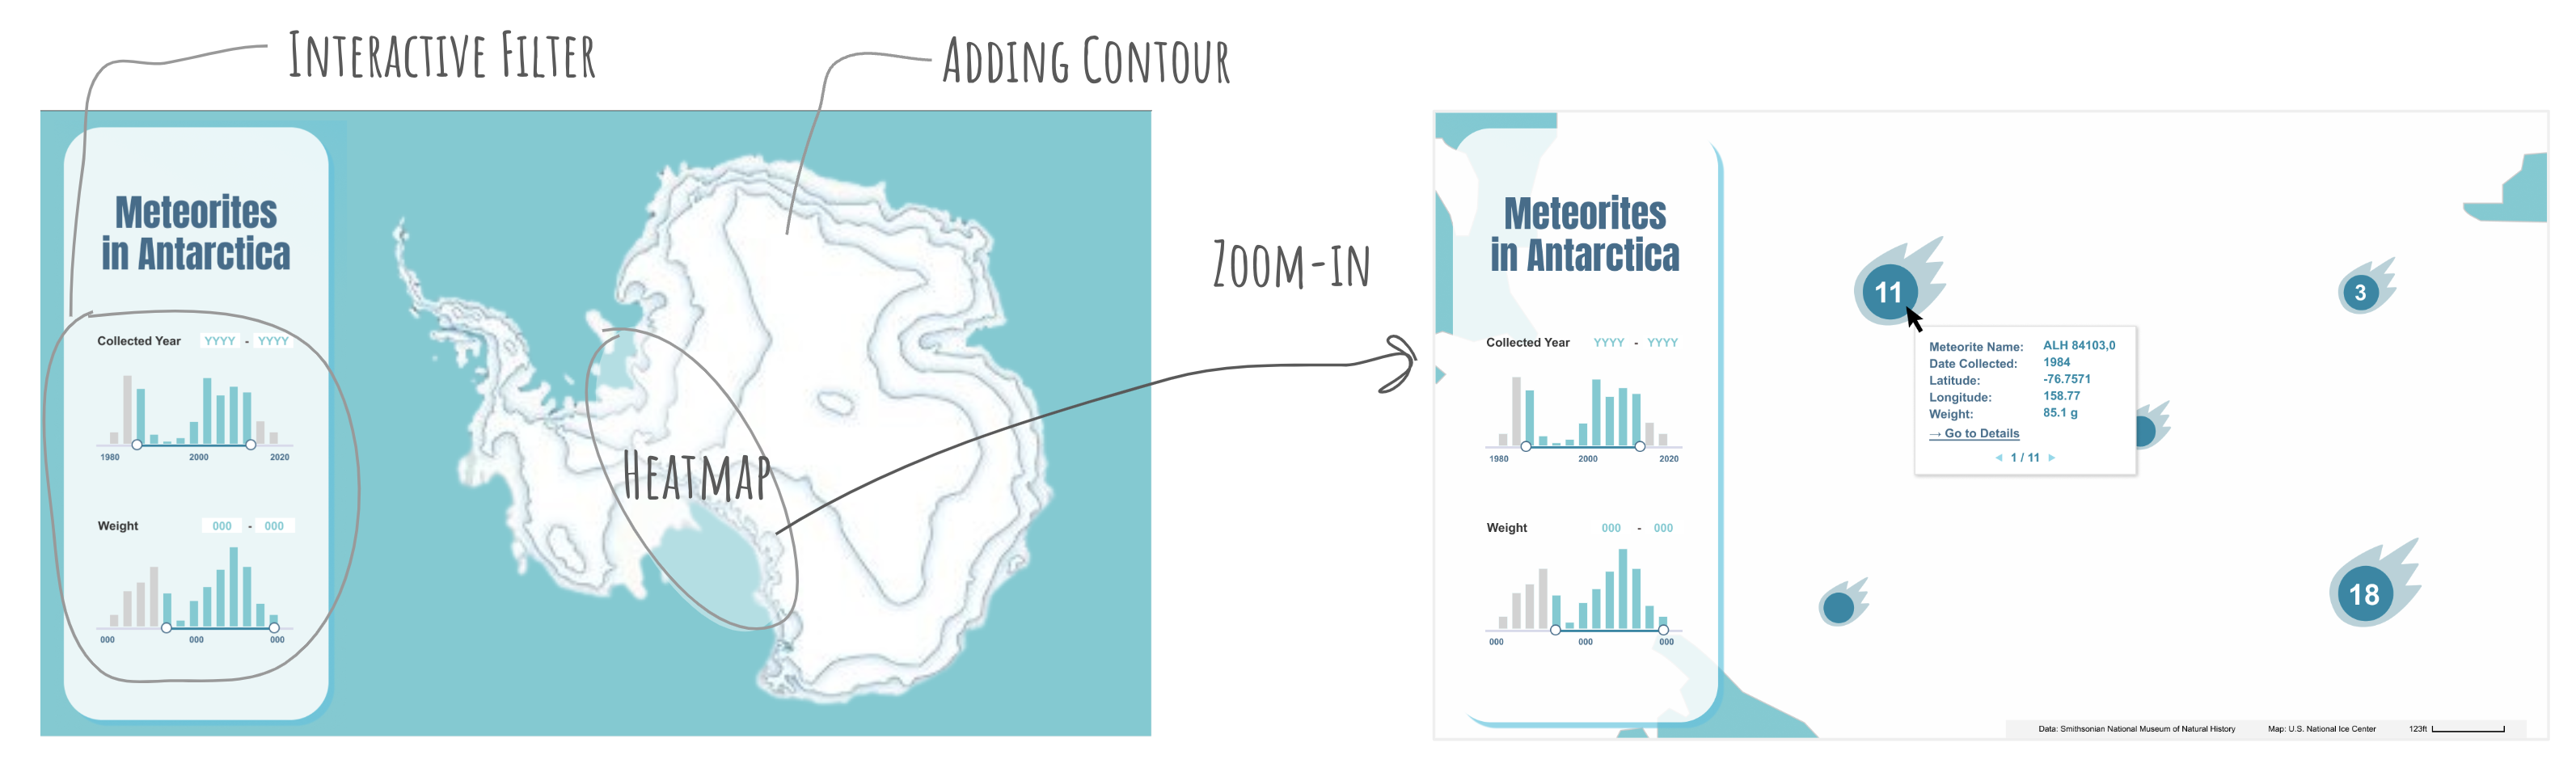 Interactive Filter
Adding Contour
Zoom-in
Heatmap
Meteorites
in Antarctica
Collected Year YYYY - YYYY
1980 2000 2020
Weight 000 - 000
000 000 000
Meteorites
in Antarctica
Collected Year YYYY - YYYY
1980 2000 2020
Weight 000 - 000
000 000 000
11
3
Meteorite Name: ALH 84103,0
Date Collected: 1984
Latitude: -76.7571
Longitude: 158.77
Weight: 85.1 g
→ Go to Details
◀ 1 / 11 ▶
18
Data: Smithsonian National Museum of Natural History Map: U.S. National Ice Center 123ft